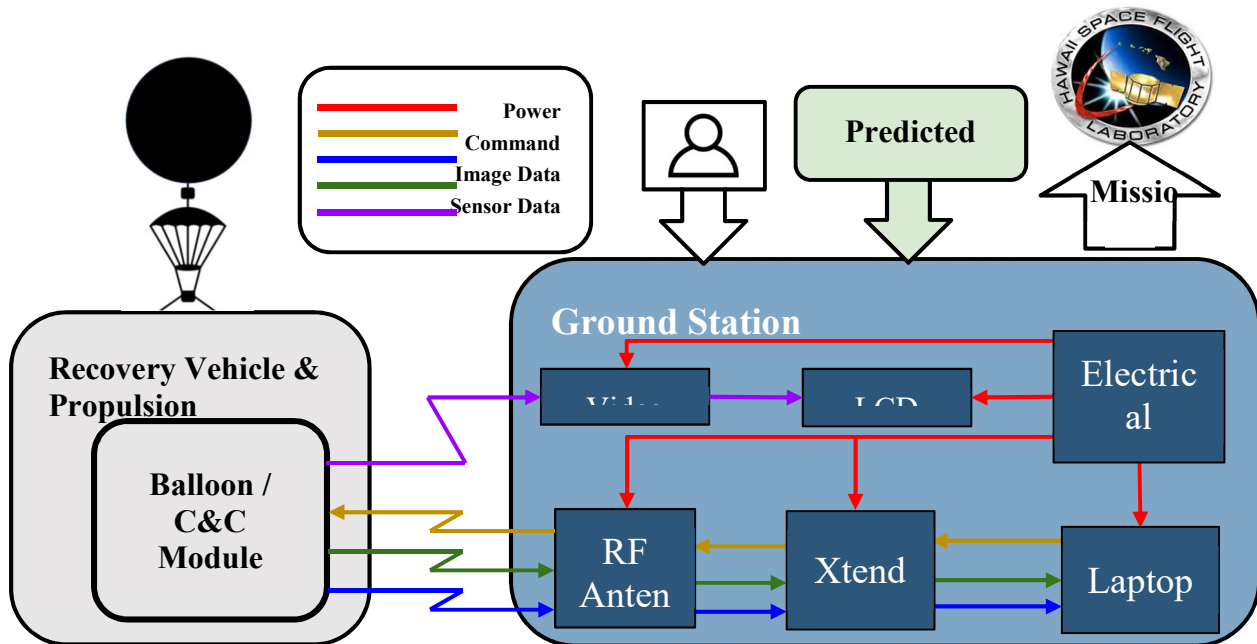 HAWAII SPACE FLIGHT
LABORATORY
Power
Command
Image Data
Sensor Data
Predicted
Missio
Ground Station
Recovery Vehicle &
Propulsion
Electric
al
LCD
Balloon /
C&C
Module
RF
Anten
Xtend
Laptop